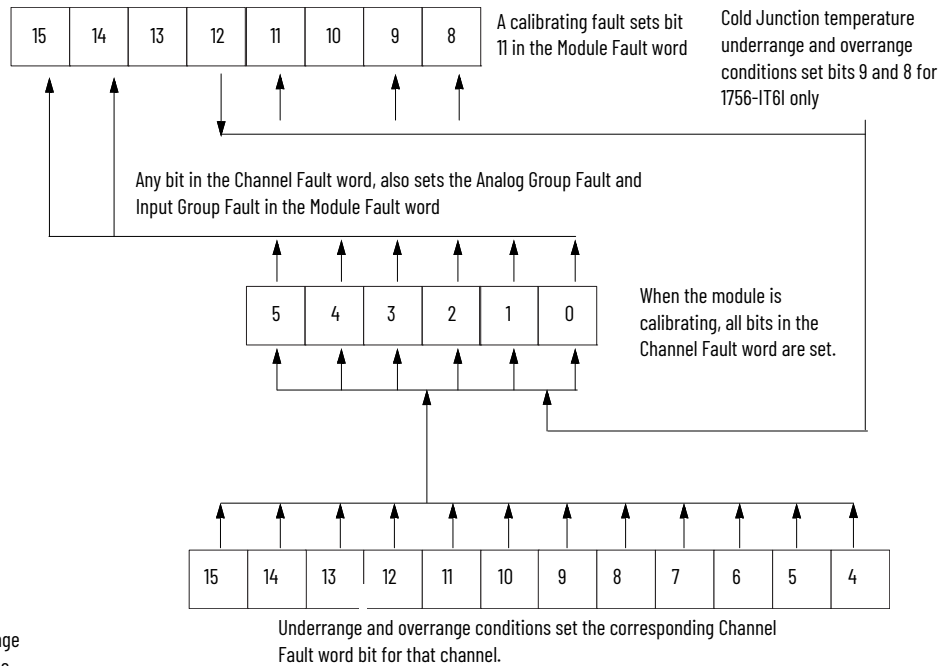 15 14 13 12 11 10 9 8
A calibrating fault sets bit
11 in the Module Fault word
Cold Junction temperature
underrange and overrange
conditions set bits 9 and 8 for
1756-IT6I only
Any bit in the Channel Fault word, also sets the Analog Group Fault and
Input Group Fault in the Module Fault word
5 4 3 2 1 0
When the module is
calibrating, all bits in the
Channel Fault word are set.
15 14 13 12 11 10 9 8 7 6 5 4
Underrange and overrange conditions set the corresponding Channel
Fault word bit for that channel.